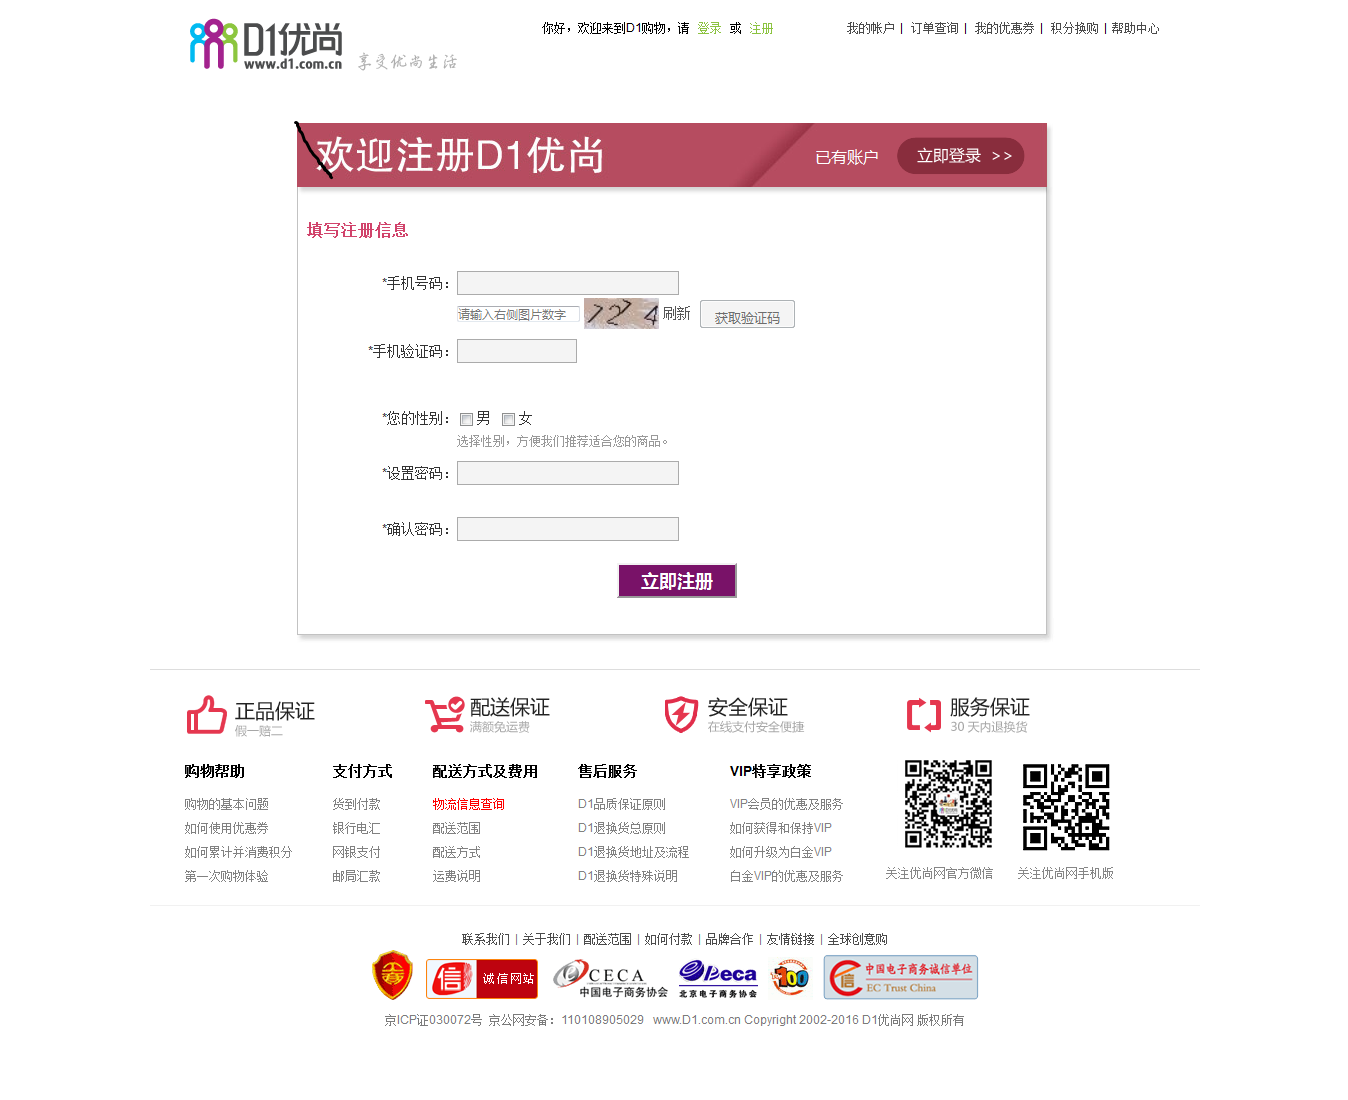 D1优尚
www.d1.com.cn
享受优尚生活
你好，欢迎来到D1购物，请 登录 或 注册
我的账户 | 订单查询 | 我的优惠券 | 积分换购 | 帮助中心
欢迎注册D1优尚
已有账户 立即登录 >>
填写注册信息
*手机号码：
请输入右侧图片数字 刷新 获取验证码
*手机验证码：
*您的性别： 男 女
选择性别，方便我们推荐适合您的商品。
*设置密码：
*确认密码：
立即注册
正品保证 配送保证 安全保证 服务保证
假一赔二 满额免运费 在线支付安全便捷 30 天内退换货
购物帮助 支付方式 配送方式及费用 售后服务 VIP特享政策
购物的基本问题 货到付款 物流信息查询 D1品质保证原则 VIP会员的优惠及服务
如何使用优惠券 银行电汇 配送范围 D1退换货总原则 如何获得和保持VIP
如何累计并消费积分 网银支付 配送方式 D1退换货地址及流程 如何升级为白金VIP
第一次购物体验 邮局汇款 运费说明 D1退换货特殊说明 白金VIP的优惠及服务
关注优尚网官方微信 关注优尚网手机版
联系我们 | 关于我们 | 配送范围 | 如何付款 | 品牌合作 | 友情链接 | 全球创意购
信 诚信网站
CECA
中国电子商务协会
Beca
北京电子商务协会
100
中国电子商务诚信单位
EC Trust China
京ICP证030072号 京公网安备：110108905029 www.D1.com.cn Copyright 2002-2016 D1优尚网 版权所有